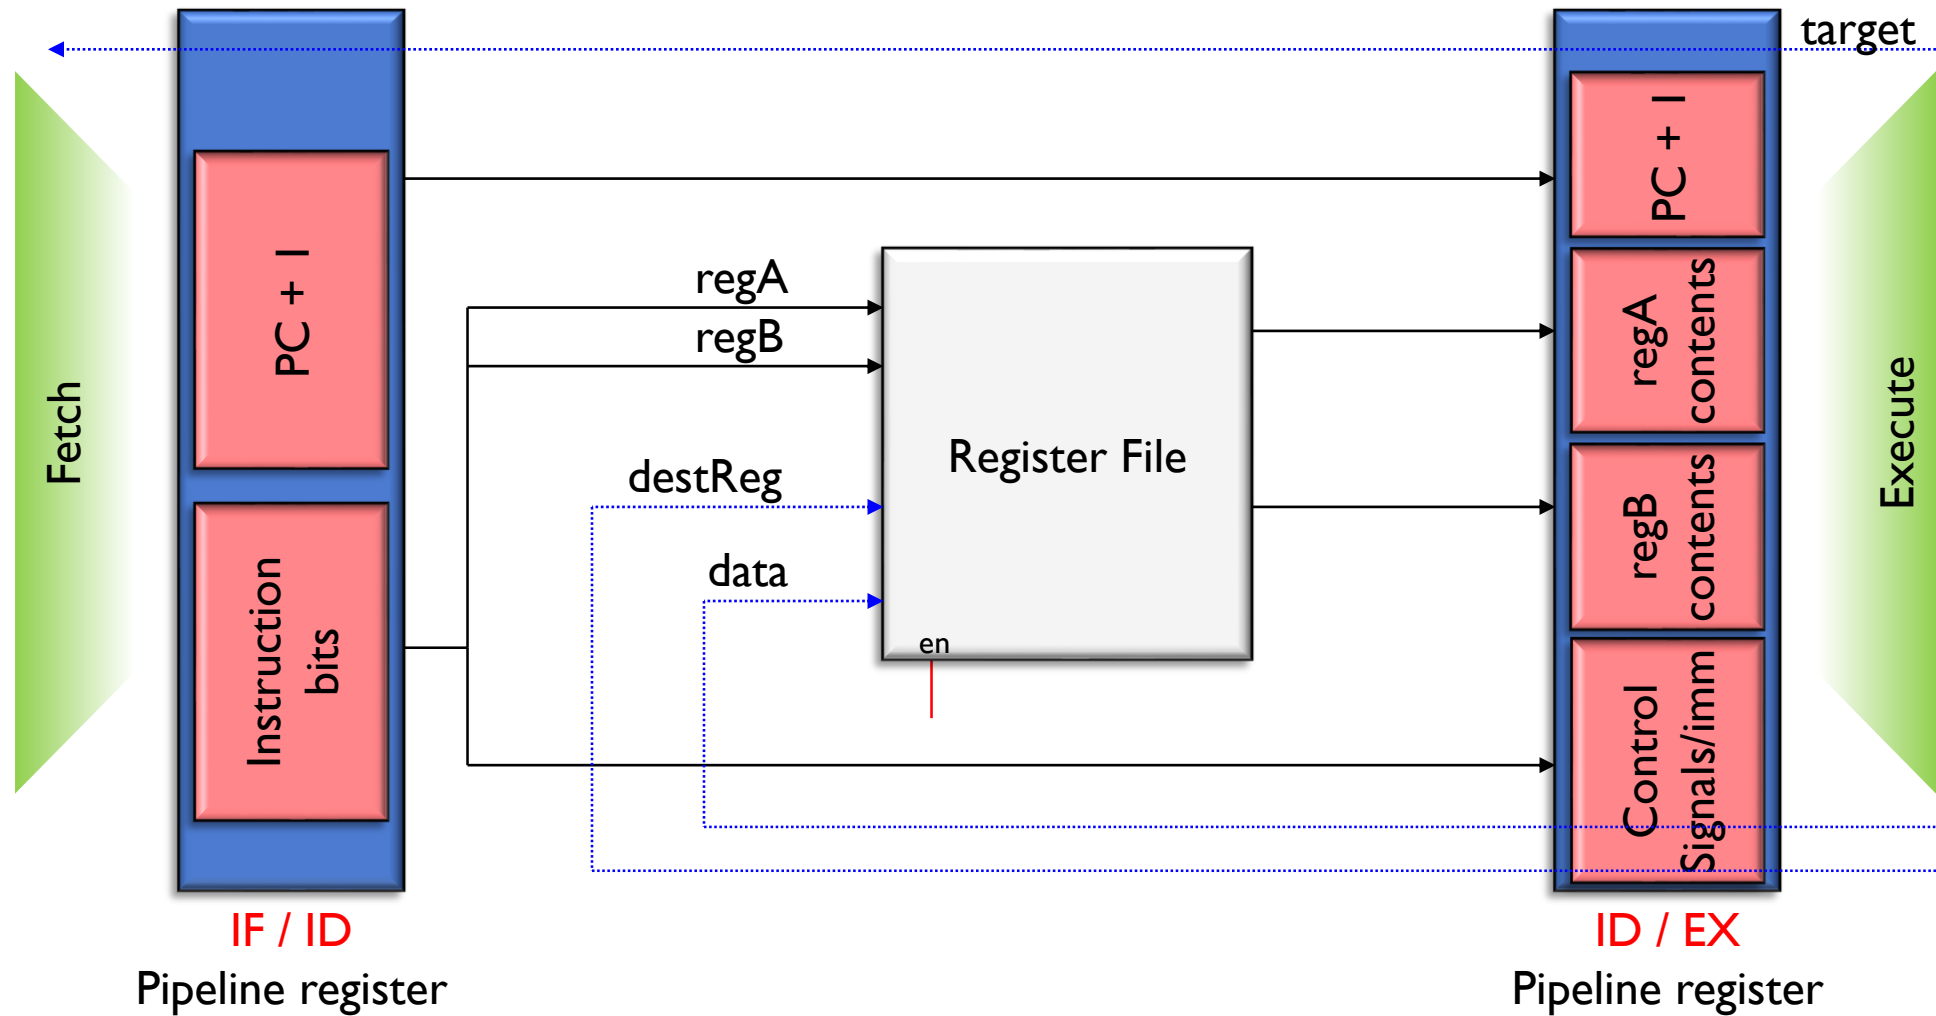 target
Fetch
PC + 1
Instruction
bits
regA
regB
destReg
data
Register File
en
PC + 1
regA
contents
regB
contents
Control
Signals/imm
Execute
IF / ID
Pipeline register
ID / EX
Pipeline register